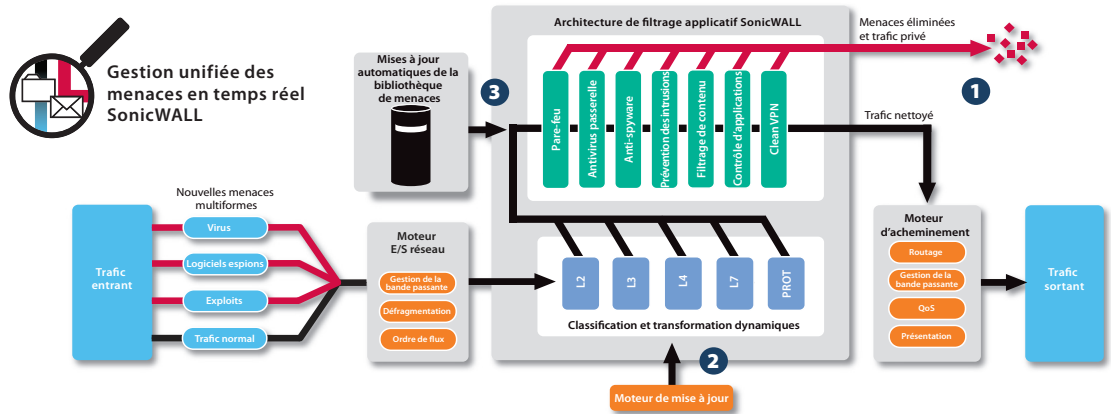 Gestion unifiée des
menaces en temps réel
SonicWALL
Architecture de filtrage applicatif SonicWALL
Menaces éliminées
et trafic privé
1
Mises à jour
automatiques de la
bibliothèque
de menaces
3
Pare-feu
Antivirus passerelle
Anti-spyware
Prévention des intrusions
Filtrage de contenu
Contrôle d'applications
Clean VPN
Trafic nettoyé
Nouvelles menaces
multiformes
Trafic
entrant
Virus
Logiciels espions
Exploits
Trafic normal
Moteur
E/S réseau
Gestion de la
bande passante
Défragmentation
Ordre de flux
L2
L3
L4
L7
PROT
Classification et transformation dynamiques
2
Moteur de mise à jour
Moteur
d'acheminement
Routage
Gestion de la
bande passante
QoS
Présentation
Trafic
sortant